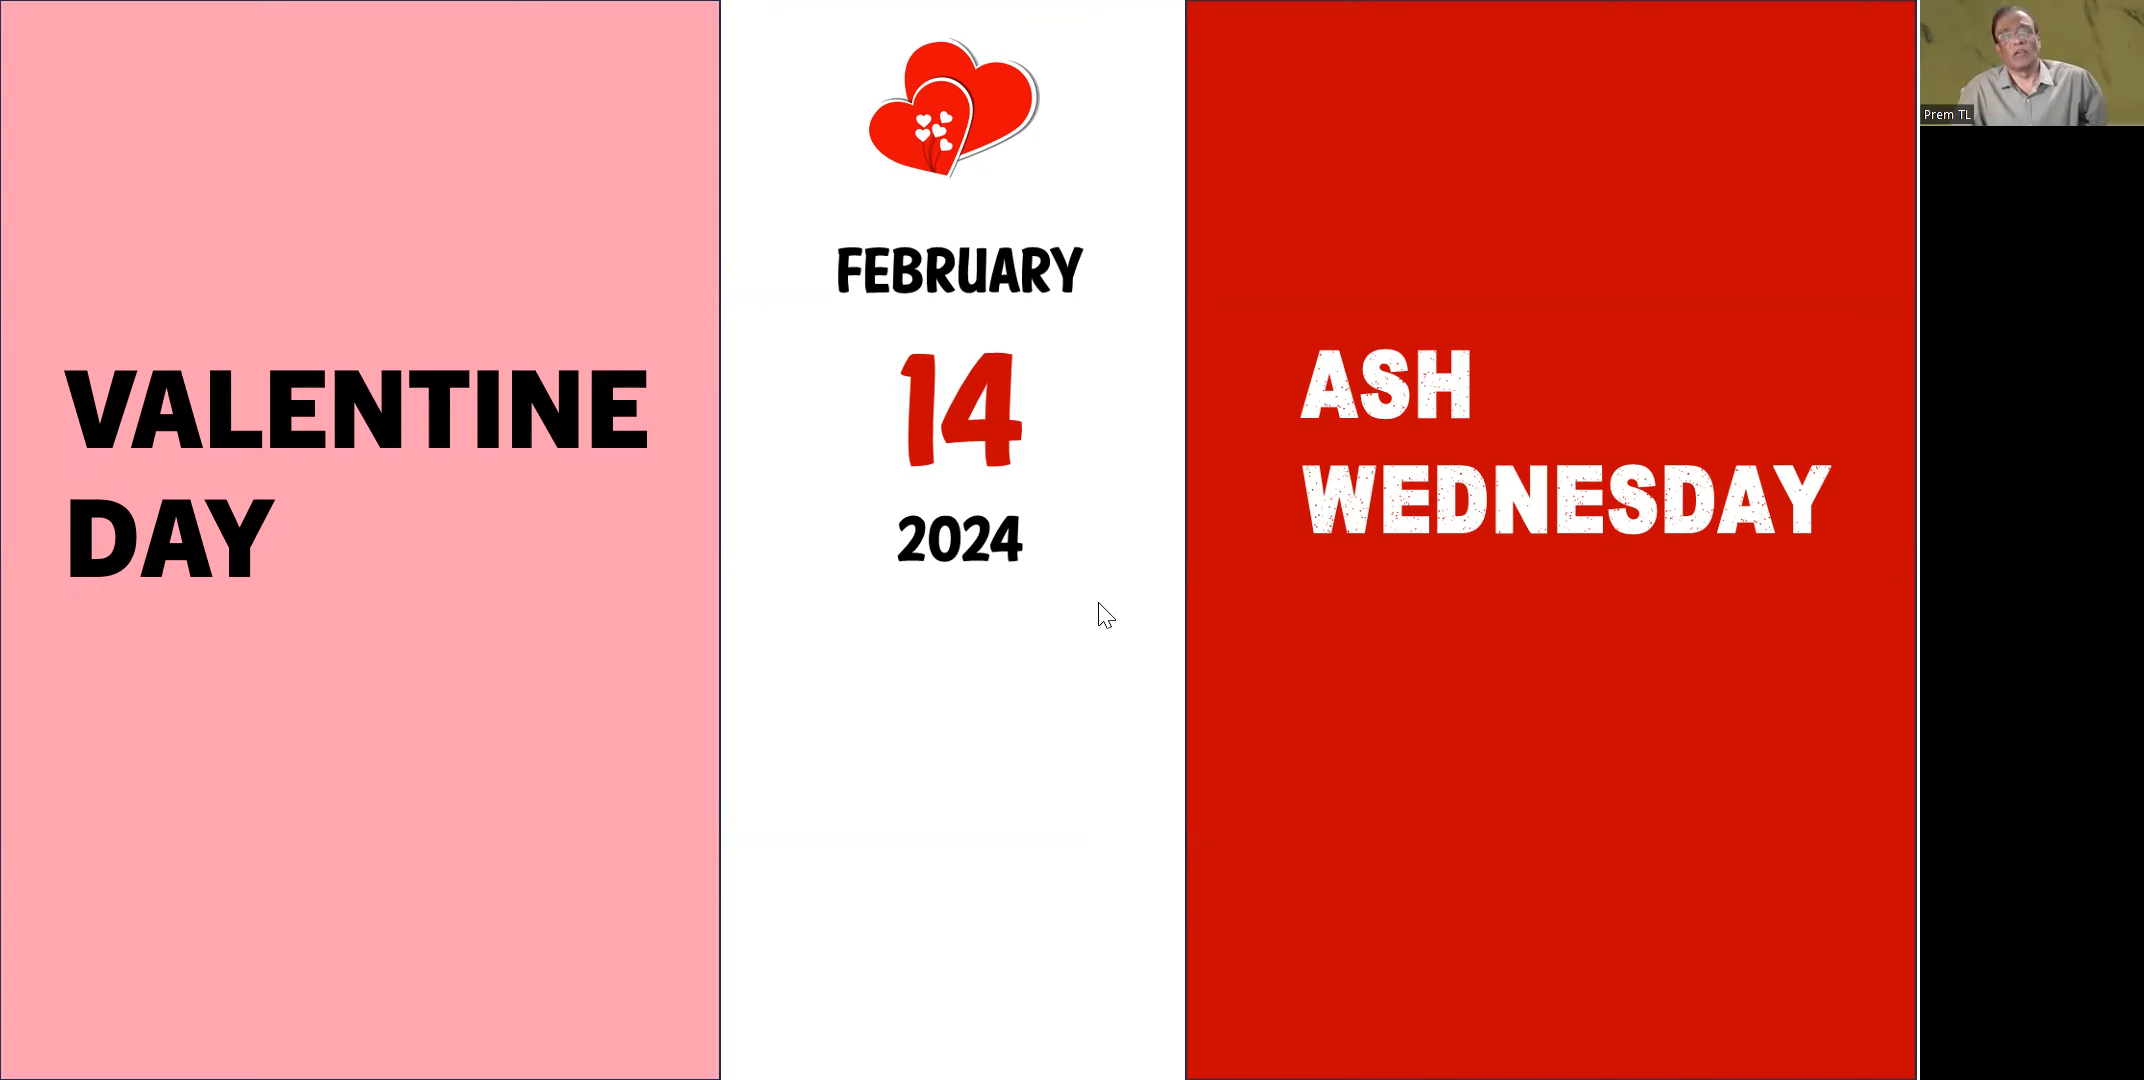 VALENTINE
DAY
FEBRUARY
14
2024
ASH
WEDNESDAY
Prem TL